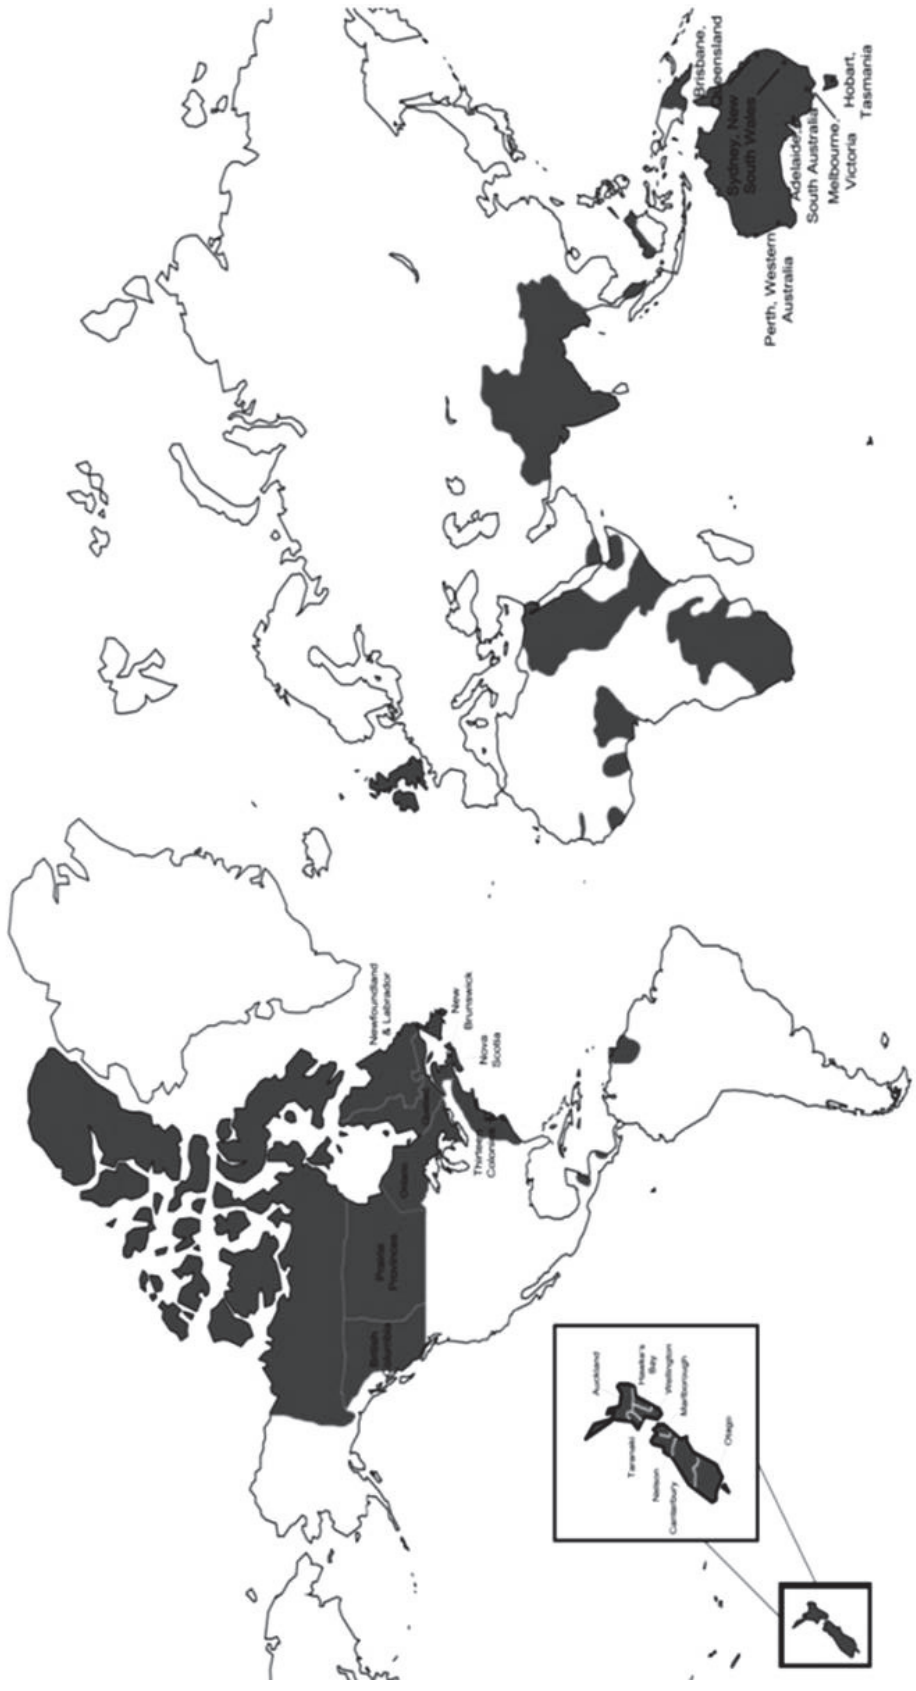 Newfoundland
& Labrador
New
Brunswick
Nova
Scotia
Thirteen
Colonies
Ontario
Prairie
Provinces
British
Columbia
Brisbane,
Queensland
Sydney, New
South Wales
Hobart,
Tasmania
Adelaide,
South Australia
Melbourne,
Victoria
Perth, Western
Australia
Auckland
Hawke's
Bay
Wellington
Marlborough
Taranaki
Nelson
Canterbury
Otago